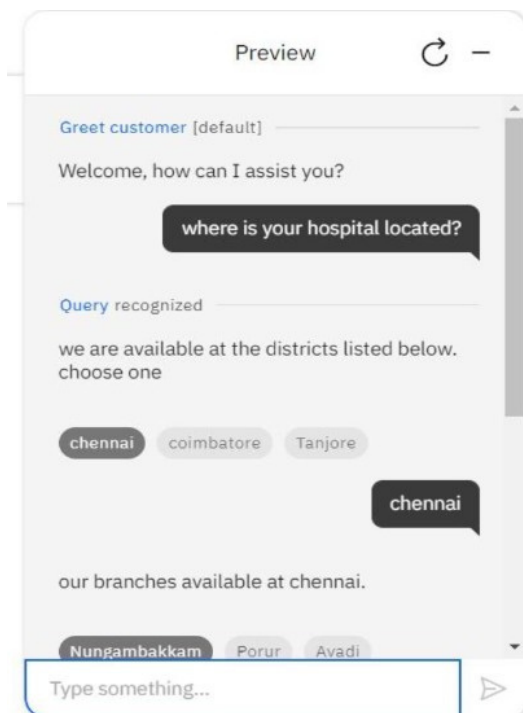 Preview
Greet customer [default]
Welcome, how can I assist you?
where is your hospital located?
Query recognized
we are available at the districts listed below.
choose one
chennai coimbatore Tanjore
chennai
our branches available at chennai.
Nungambakkam Porur Avadi
Type something...